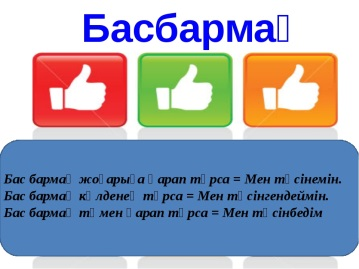 Басбарма□
Бас барма□ жо□ары□а □арап т□рса = Мен т□сінемін.
Бас барма□ к□лдене□ т□рса = Мен т□сінгендеймін.
Бас барма□ т□мен □арап т□рса = Мен т□сінбедім